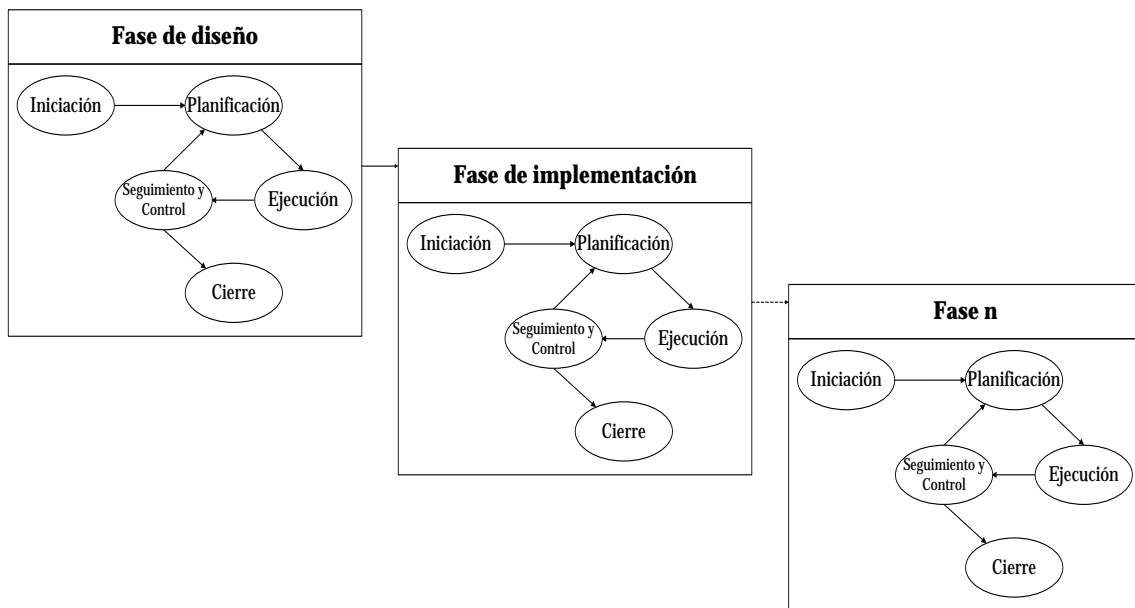 Fase de diseño
Iniciación
Planificación
Seguimiento y
Control
Ejecución
Cierre
Fase de implementación
Iniciación
Planificación
Seguimiento y
Control
Ejecución
Cierre
Fase n
Iniciación
Planificación
Seguimiento y
Control
Ejecución
Cierre